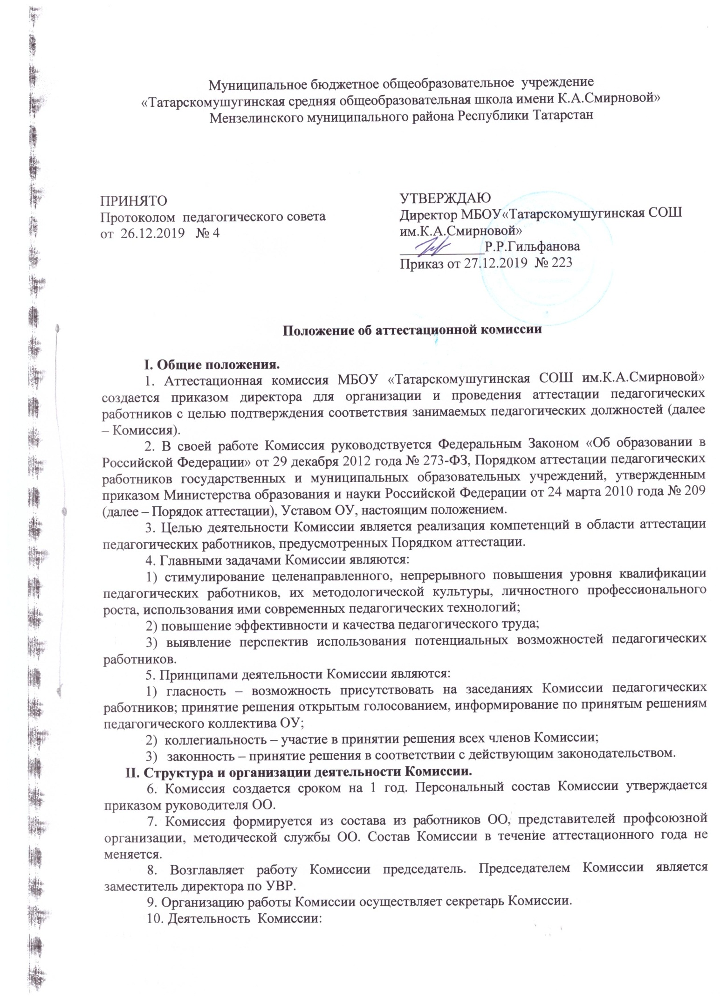 Муниципальное бюджетное общеобразовательное учреждение
«Татарскомушугинская средняя общеобразовательная школа имени К.А.Смирновой»
Мензелинского муниципального района Республики Татарстан
ПРИНЯТО
Протоколом педагогического совета
от 26.12.2019 № 4
УТВЕРЖДАЮ
Директор МБОУ«Татарскомушугинская СОШ
им.К.А.Смирновой»
____________Р.Р.Гильфанова
Приказ от 27.12.2019 № 223
Положение об аттестационной комиссии
I. Общие положения.
1. Аттестационная комиссия МБОУ «Татарскомушугинская СОШ им.К.А.Смирновой»
создается приказом директора для организации и проведения аттестации педагогических
работников с целью подтверждения соответствия занимаемых педагогических должностей (далее
– Комиссия).
2. В своей работе Комиссия руководствуется Федеральным Законом «Об образовании в
Российской Федерации» от 29 декабря 2012 года № 273-ФЗ, Порядком аттестации педагогических
работников государственных и муниципальных образовательных учреждений, утвержденным
приказом Министерства образования и науки Российской Федерации от 24 марта 2010 года № 209
(далее – Порядок аттестации), Уставом ОУ, настоящим положением.
3. Целью деятельности Комиссии является реализация компетенций в области аттестации
педагогических работников, предусмотренных Порядком аттестации.
4. Главными задачами Комиссии являются:
1) стимулирование целенаправленного, непрерывного повышения уровня квалификации
педагогических работников, их методологической культуры, личностного профессионального
роста, использования ими современных педагогических технологий;
2) повышение эффективности и качества педагогического труда;
3) выявление перспектив использования потенциальных возможностей педагогических
работников.
5. Принципами деятельности Комиссии являются:
1) гласность – возможность присутствовать на заседаниях Комиссии педагогических
работников; принятие решения открытым голосованием, информирование по принятым решениям
педагогического коллектива ОУ;
2) коллегиальность – участие в принятии решения всех членов Комиссии;
3) законность – принятие решения в соответствии с действующим законодательством.
II. Структура и организации деятельности Комиссии.
6. Комиссия создается сроком на 1 год. Персональный состав Комиссии утверждается
приказом руководителя ОО.
7. Комиссия формируется из состава из работников ОО, представителей профсоюзной
организации, методической службы ОО. Состав Комиссии в течение аттестационного года не
меняется.
8. Возглавляет работу Комиссии председатель. Председателем Комиссии является
заместитель директора по УВР.
9. Организацию работы Комиссии осуществляет секретарь Комиссии.
10. Деятельность Комиссии: